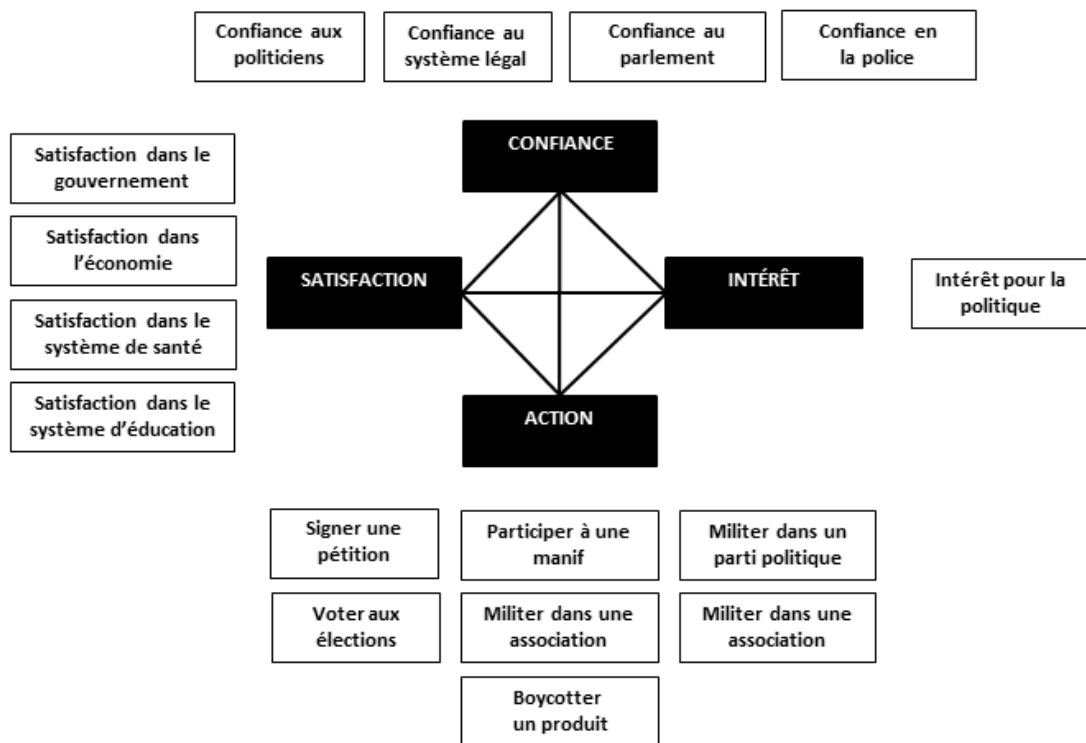 Confiance aux
politiciens
Confiance au
système légal
Confiance au
parlement
Confiance en
la police
CONFIANCE
Satisfaction dans le
gouvernement
Satisfaction dans
l'économie
Satisfaction dans le
système de santé
Satisfaction dans le
système d'éducation
SATISFACTION
INTÉRÊT
Intérêt pour la
politique
ACTION
Signer une
pétition
Participer à une
manif
Militer dans un
parti politique
Voter aux
élections
Militer dans une
association
Militer dans une
association
Boycotter
un produit